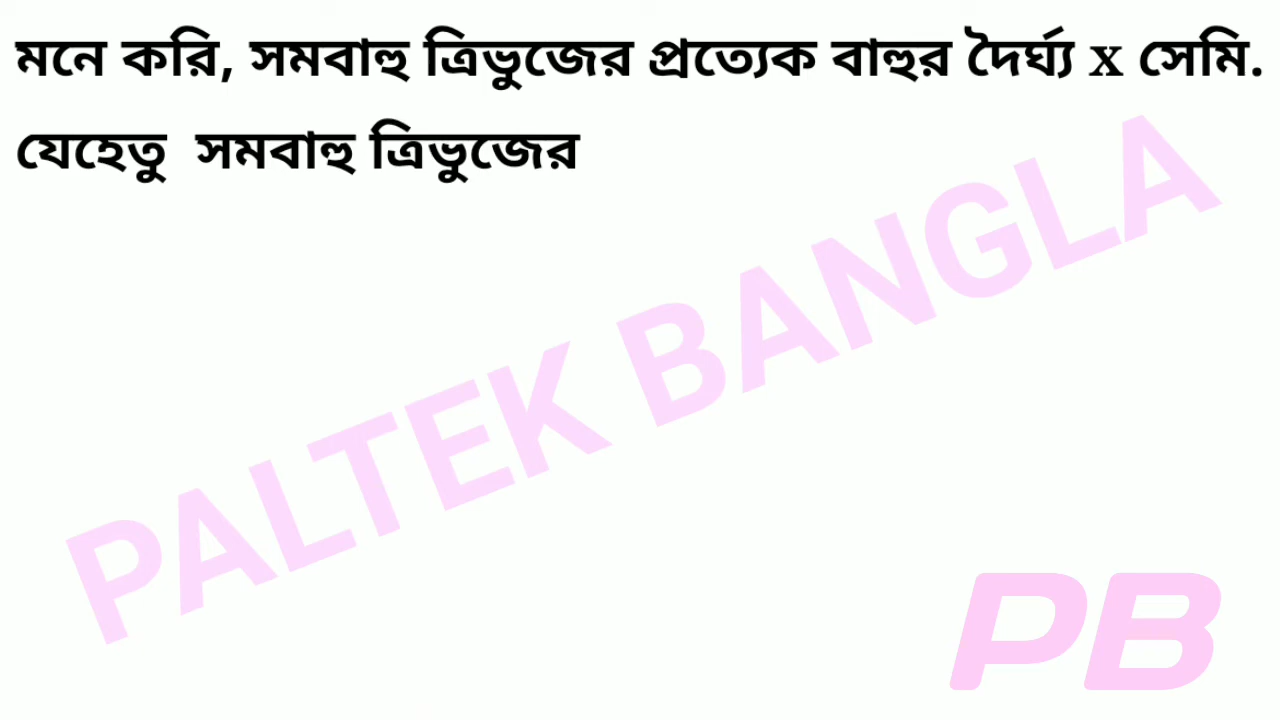 মনে করি, সমবাহু ত্রিভুজের প্রত্যেক বাহুর দৈর্ঘ্য x সেমি.
যেহেতু সমবাহু ত্রিভুজের
PALTEK BANGLA
PB